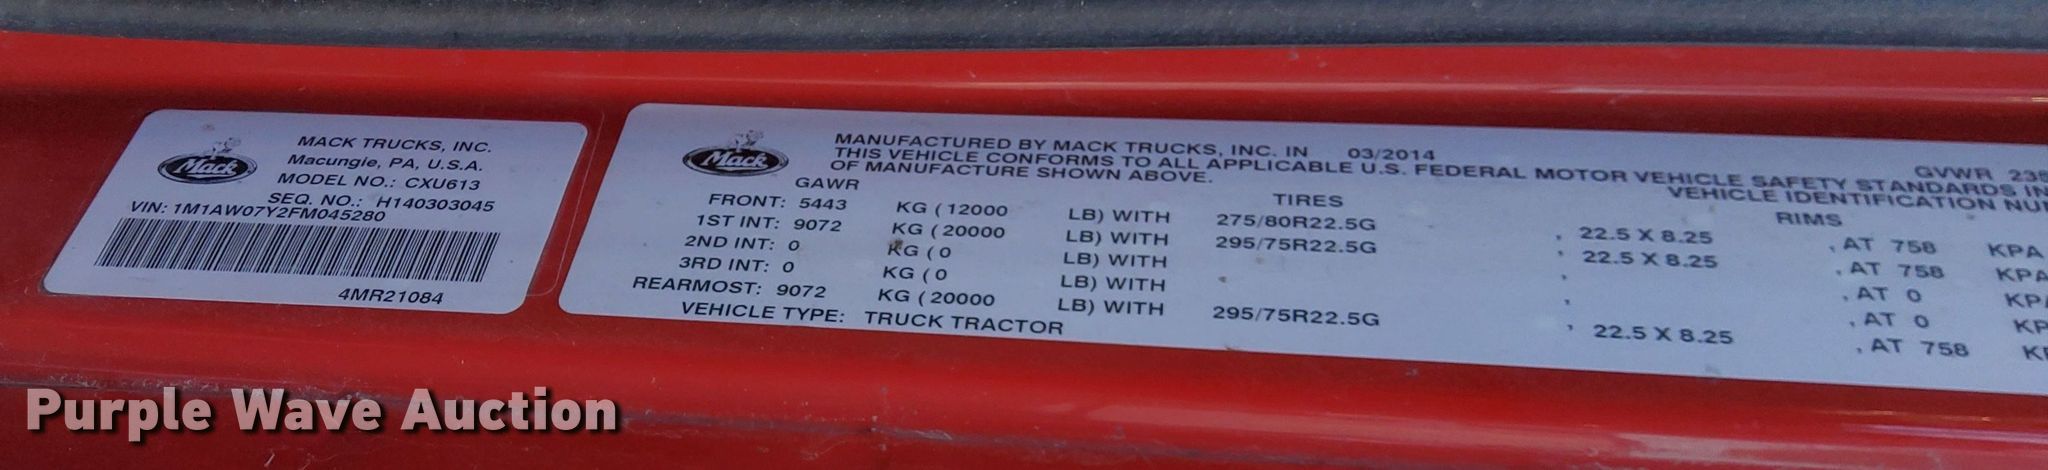 Mack
MACK TRUCKS, INC.
Macungie, PA, U.S.A.
MODEL NO.: CXU613
SEQ. NO.: H140303045
VIN: 1M1AW07Y2FM045280
4MR21084
Mack
MANUFACTURED BY MACK TRUCKS, INC. IN 03/2014 GVWR 235
THIS VEHICLE CONFORMS TO ALL APPLICABLE U.S. FEDERAL MOTOR VEHICLE SAFETY STANDARDS IN
OF MANUFACTURE SHOWN ABOVE. VEHICLE IDENTIFICATION NU
GAWR TIRES RIMS
FRONT: 5443 KG ( 12000 LB) WITH 275/80R22.5G , 22.5 X 8.25 , AT 758 KPA
1ST INT: 9072 KG ( 20000 LB) WITH 295/75R22.5G , 22.5 X 8.25 , AT 758 KPA
2ND INT: 0 KG ( 0 LB) WITH , , AT 0 KP
3RD INT: 0 KG ( 0 LB) WITH , , AT 0 KP
REARMOST: 9072 KG ( 20000 LB) WITH 295/75R22.5G , 22.5 X 8.25 , AT 758 K
VEHICLE TYPE: TRUCK TRACTOR
Purple Wave Auction